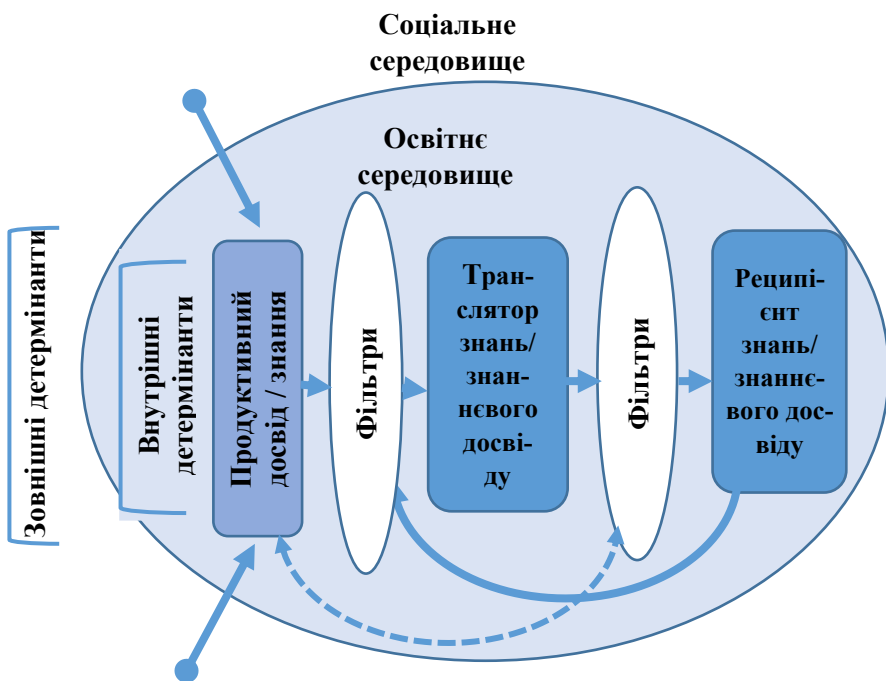 Соціальне
середовище
Освітнє
середовище
Зовнішні детермінанти
Внутрішні
детермінанти
Продуктивний
досвід / знання
Фільтри
Тран-
слятор
знань/
знан-
нєвого
досві-
ду
Фільтри
Реципі-
єнт
знань/
знаннє-
вого дос-
віду